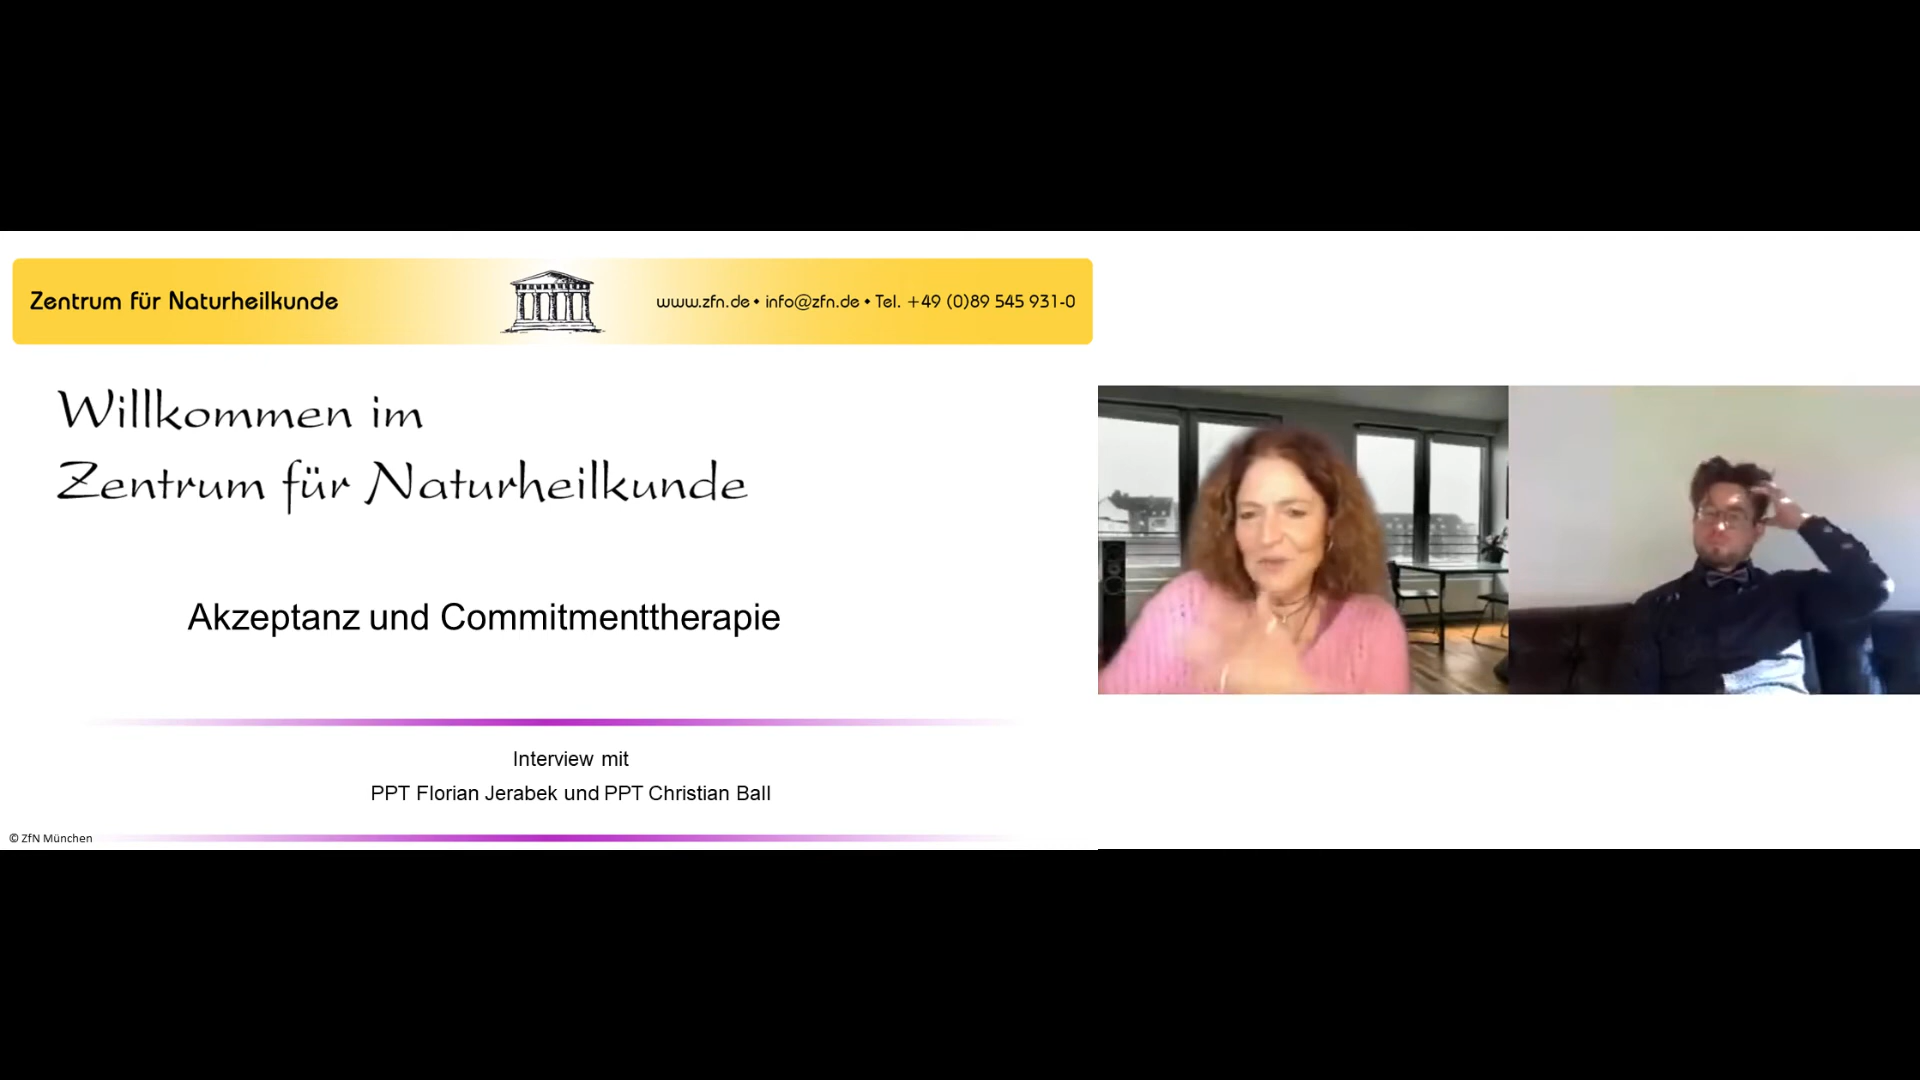 Zentrum für Naturheilkunde
www.zfn.de • info@zfn.de • Tel. +49 (0)89 545 931-0
Willkommen im
Zentrum für Naturheilkunde
Akzeptanz und Commitmenttherapie
Interview mit
PPT Florian Jerabek und PPT Christian Ball
© ZfN München